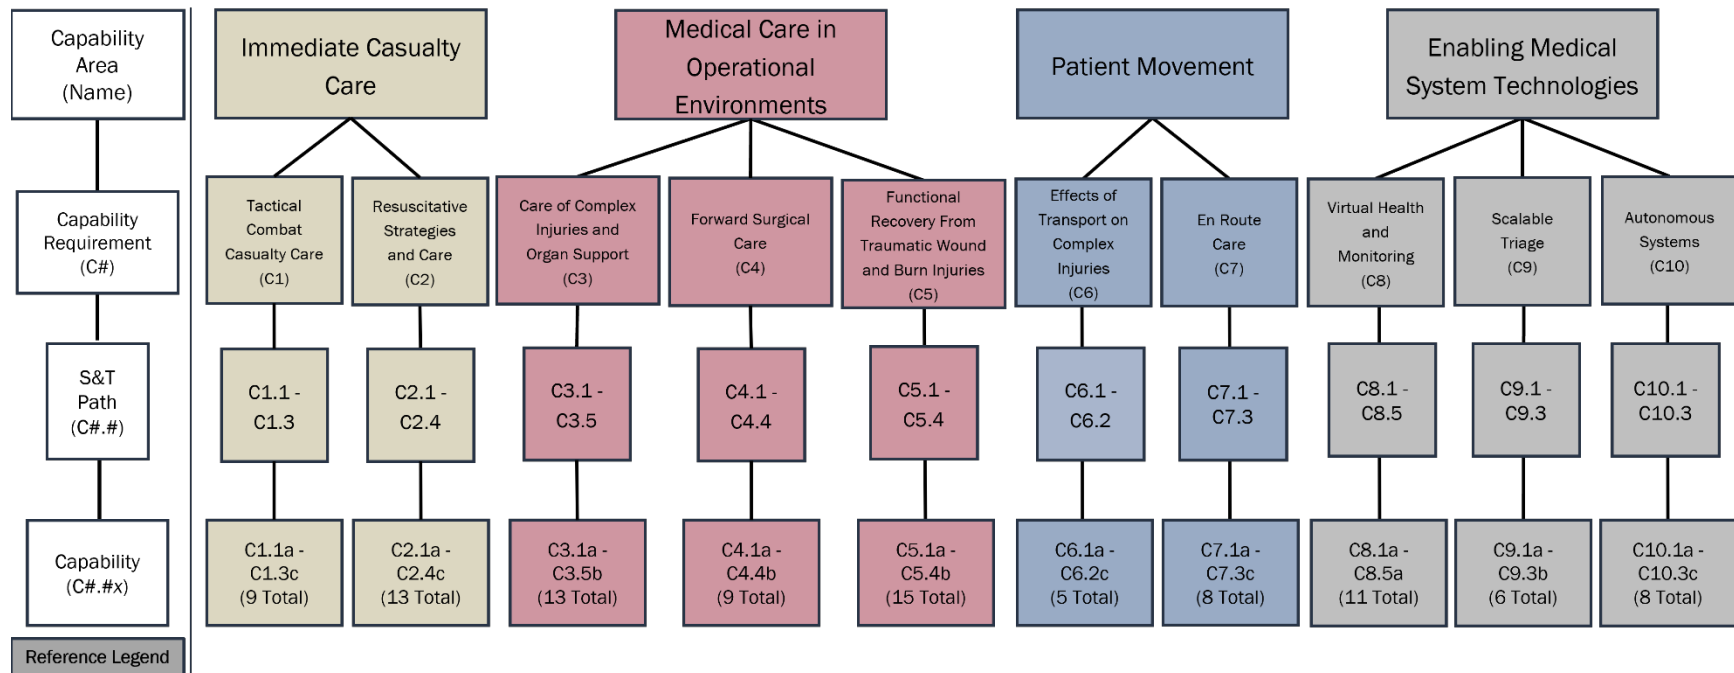 Capability
Area
(Name)
Immediate Casualty
Care
Medical Care in
Operational
Environments
Patient Movement
Enabling Medical
System Technologies
Capability
Requirement
(C#)
Tactical
Combat
Casualty Care
(C1)
Resuscitative
Strategies
and Care
(C2)
Care of Complex
Injuries and
Organ Support
(C3)
Forward Surgical
Care
(C4)
Functional
Recovery From
Traumatic Wound
and Burn Injuries
(C5)
Effects of
Transport on
Complex
Injuries
(C6)
En Route
Care
(C7)
Virtual Health
and
Monitoring
(C8)
Scalable
Triage
(C9)
Autonomous
Systems
(C10)
S&T
Path
(C#.#)
C1.1 -
C1.3
C2.1 -
C2.4
C3.1 -
C3.5
C4.1 -
C4.4
C5.1 -
C5.4
C6.1 -
C6.2
C7.1 -
C7.3
C8.1 -
C8.5
C9.1 -
C9.3
C10.1 -
C10.3
Capability
(C#.#x)
C1.1a -
C1.3c
(9 Total)
C2.1a -
C2.4c
(13 Total)
C3.1a -
C3.5b
(13 Total)
C4.1a -
C4.4b
(9 Total)
C5.1a -
C5.4b
(15 Total)
C6.1a -
C6.2c
(5 Total)
C7.1a -
C7.3c
(8 Total)
C8.1a -
C8.5a
(11 Total)
C9.1a -
C9.3b
(6 Total)
C10.1a -
C10.3c
(8 Total)
Reference Legend